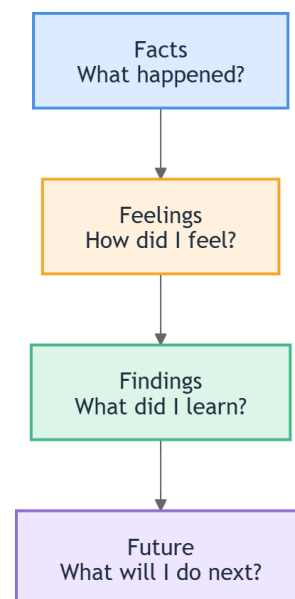 Facts
What happened?
Feelings
How did I feel?
Findings
What did I learn?
Future
What will I do next?